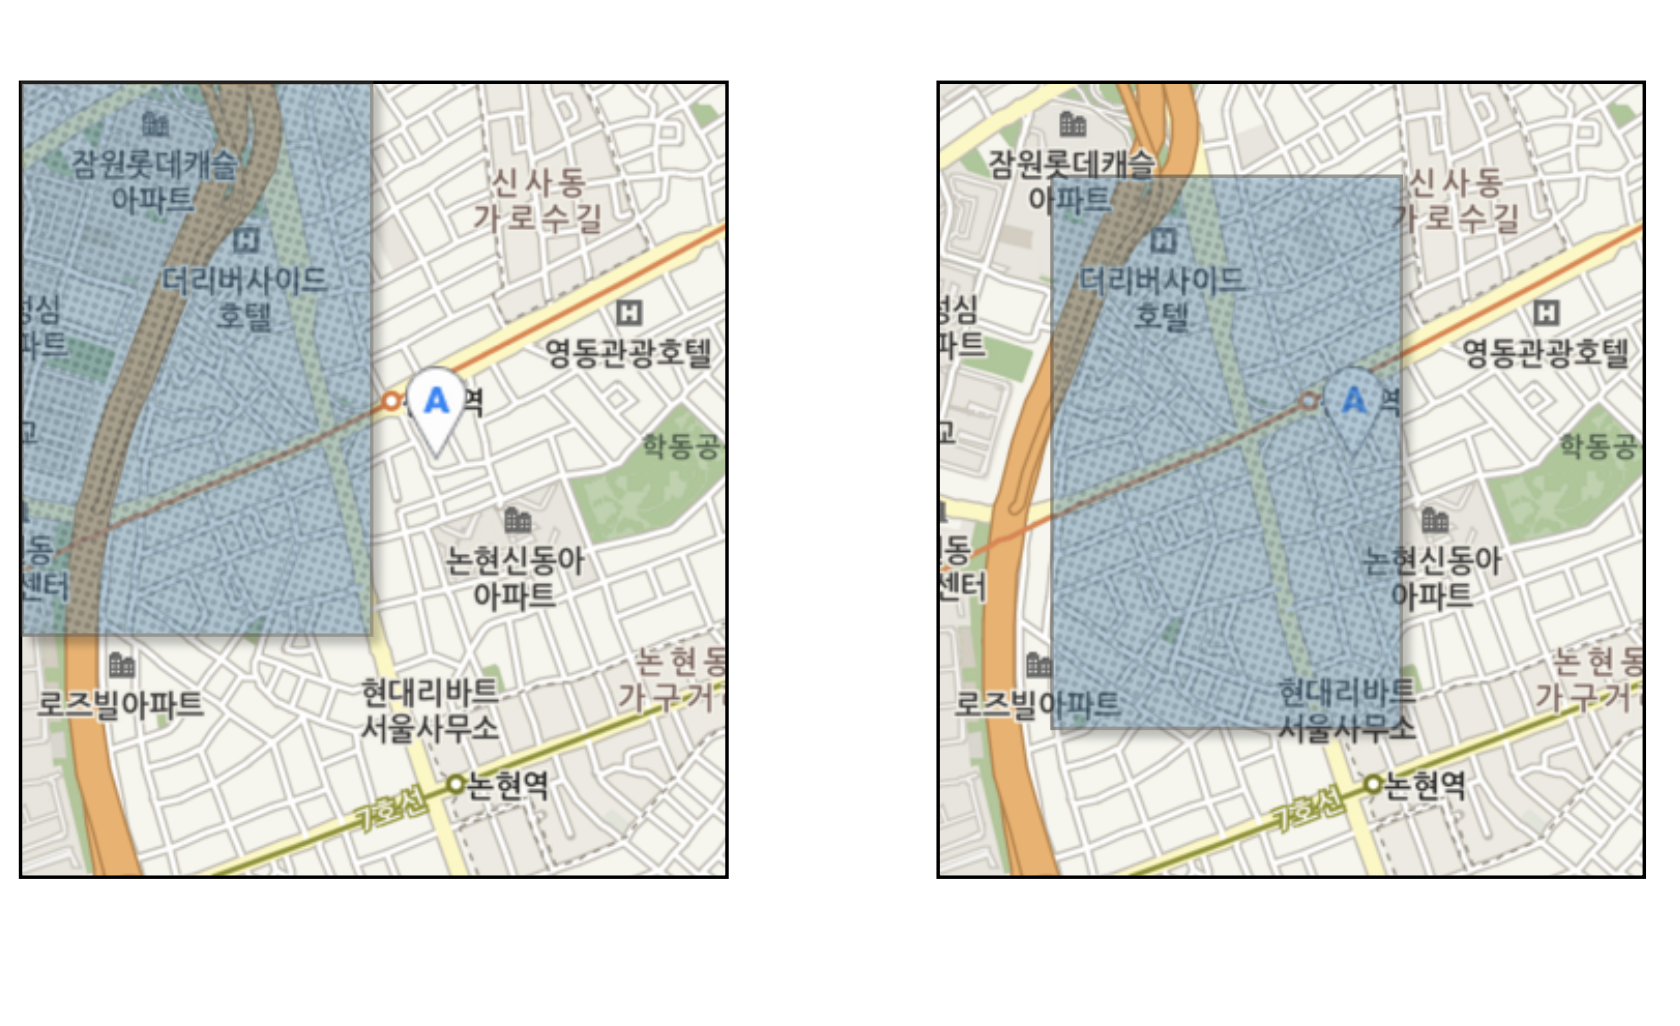 잠원롯데캐슬
아파트
신사동
가로수길
더리버사이드
호텔
영동관광호텔
파트
A
역
교
학동공
논현신동아
아파트
동
센터
논현동
가구거
로즈빌아파트
현대리바트
서울사무소
논현역
7호선
잠원롯데캐슬
아파트
신사동
가로수길
더리버사이드
호텔
영동관광호텔
파트
A
역
교
학동공
논현신동아
아파트
동
센터
논현동
가구거
로즈빌아파트
현대리바트
서울사무소
논현역
7호선